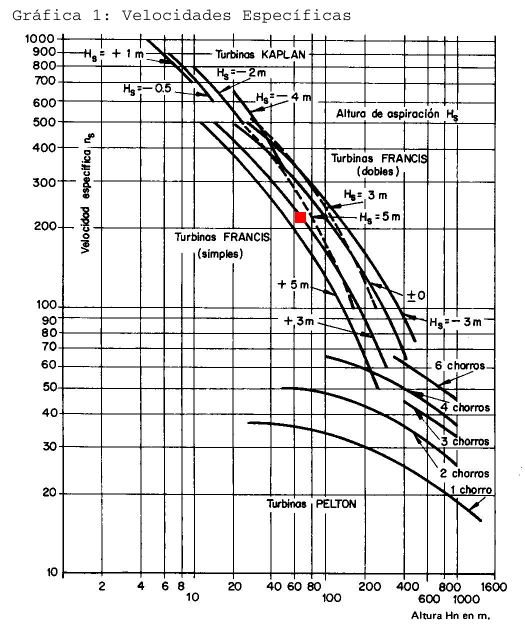 Gráfica 1: Velocidades Específicas
1000
900
800
700
600
500
400
300
200
100
90
80
70
60
50
40
30
20
10
Velocidad específica, ns
Hs = + 1 m
Turbinas KAPLAN
Hs = - 2 m
Hs = - 0.5
Hs = - 4 m
Altura de aspiración Hs
Turbinas FRANCIS
(dobles)
Hs = 3 m
Hs = 5 m
Turbinas FRANCIS
(simples)
+ 5 m
±0
+ 3 m
Hs = - 3 m
6 chorros
4 chorros
3 chorros
2 chorros
1 chorro
Turbinas PELTON
1 2 4 6 8 10 20 40 60 80 100 200 400 600 800 1000 1600
Altura Hn en m.